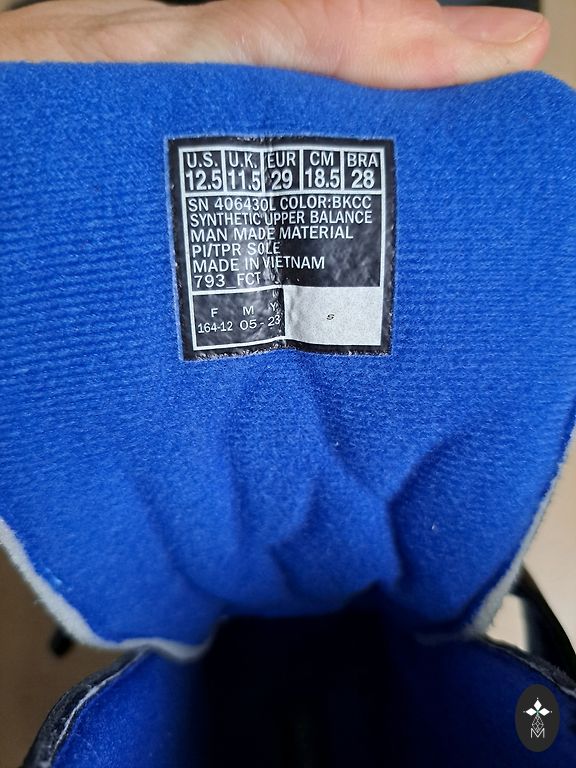 U.S. U.K. EUR CM BRA
12.5 11.5 29 18.5 28
SN 406430L COLOR:BKCC
SYNTHETIC UPPER BALANCE
MAN MADE MATERIAL
PI/TPR SOLE
MADE IN VIETNAM
793_FCT
F M Y
164-12 05-23
s
M